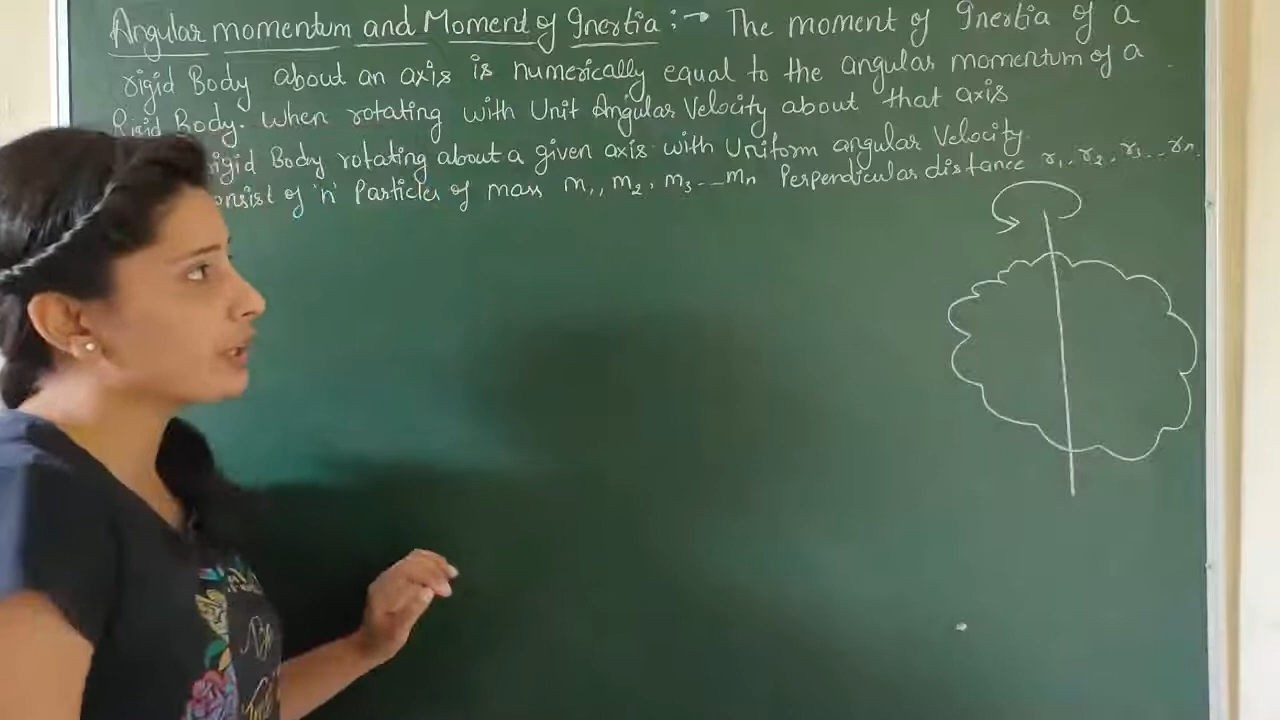 Angular momentum and Moment of Inertia :→ The moment of Inertia of a
rigid Body about an axis is numerically equal to the angular momentum of a
Rigid Body. When rotating with Unit Angular Velocity about that axis
rigid Body rotating about a given axis with Uniform angular Velocity.
onsist of 'n' Particles of mass m1, m2, m3---mn Perpendicular distance r1, r2, r3---rn.